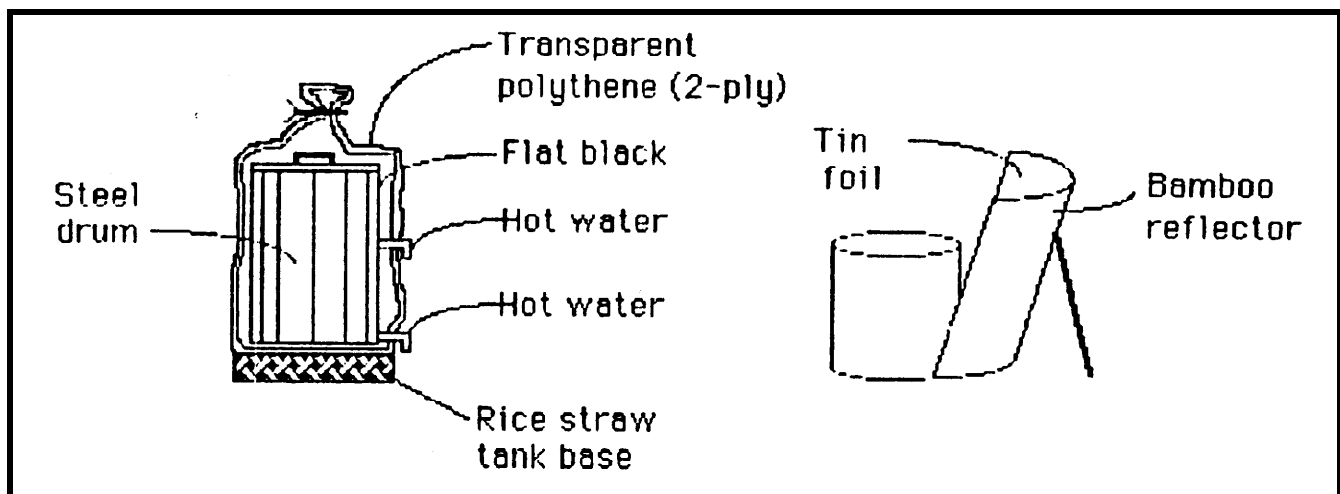 Transparent
polythene (2-ply)
Flat black
Steel
drum
Hot water
Hot water
Rice straw
tank base
Tin
foil
Bamboo
reflector